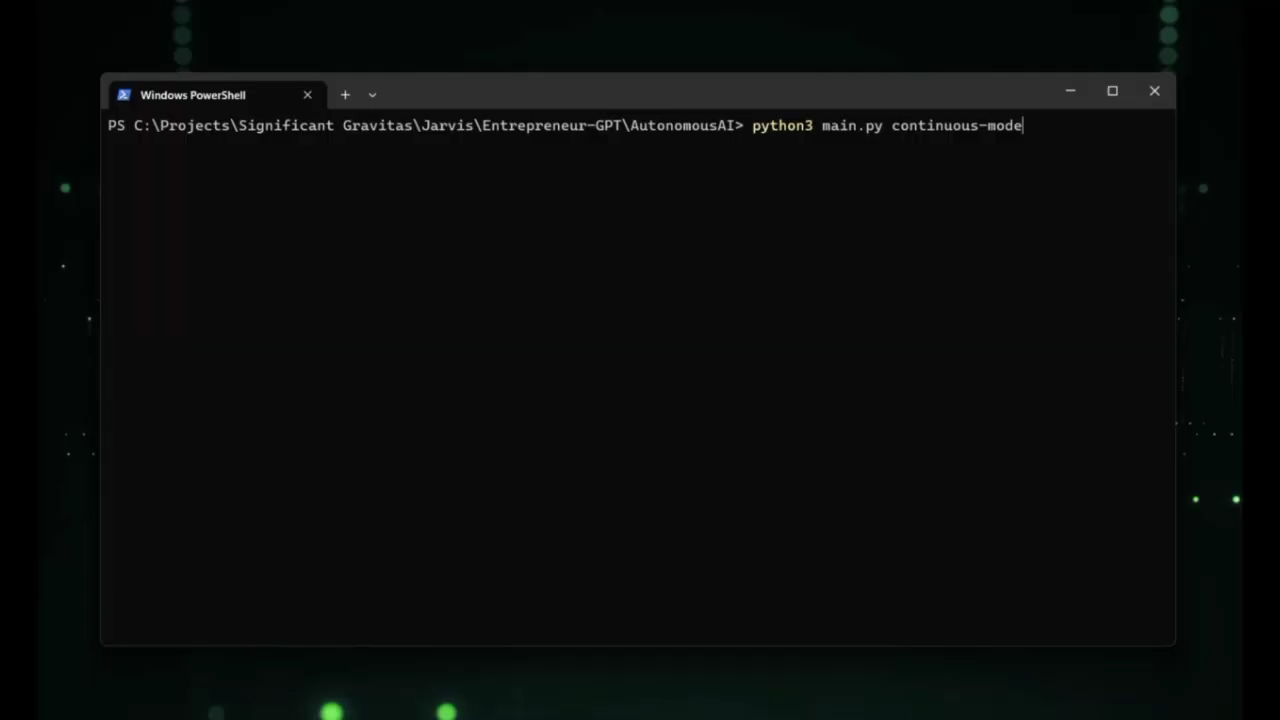 Windows PowerShell
PS C:\Projects\Significant Gravitas\Jarvis\Entrepreneur-GPT\AutonomousAI> python3 main.py continuous-mode